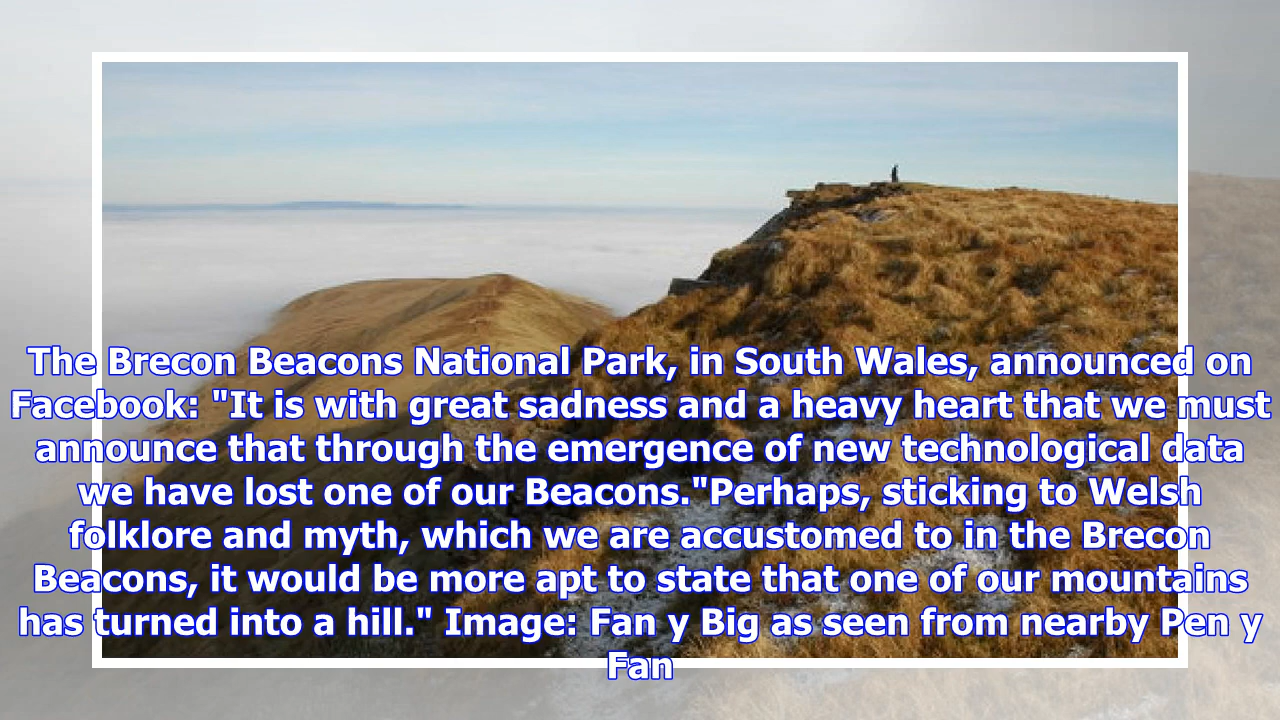 The Brecon Beacons National Park, in South Wales, announced on
Facebook: "It is with great sadness and a heavy heart that we must
announce that through the emergence of new technological data
we have lost one of our Beacons."Perhaps, sticking to Welsh
folklore and myth, which we are accustomed to in the Brecon
Beacons, it would be more apt to state that one of our mountains
has turned into a hill." Image: Fan y Big as seen from nearby Pen y
Fan